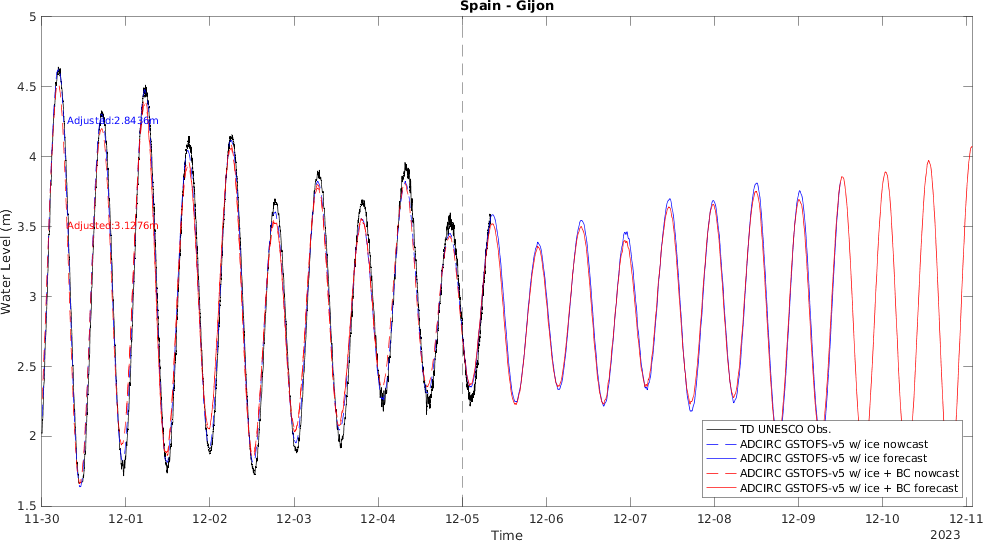 Spain - Gijon
5
4.5
4
3.5
3
2.5
2
1.5
Water Level (m)
Adjusted:2.8436m
Adjusted:3.1276m
TD UNESCO Obs.
ADCIRC GSTOFS-v5 w/ ice nowcast
ADCIRC GSTOFS-v5 w/ ice forecast
ADCIRC GSTOFS-v5 w/ ice + BC nowcast
ADCIRC GSTOFS-v5 w/ ice + BC forecast
11-30 12-01 12-02 12-03 12-04 12-05 12-06 12-07 12-08 12-09 12-10 12-11
Time
2023